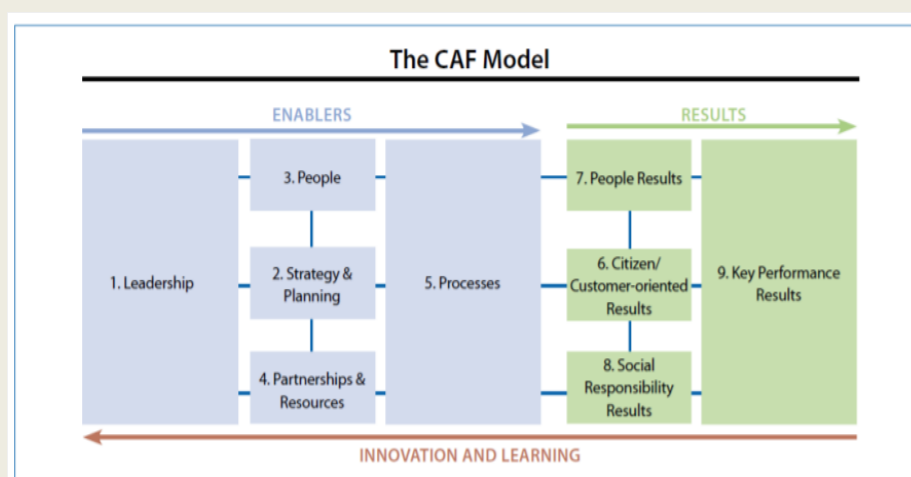 The CAF Model
ENABLERS
RESULTS
1. Leadership
3. People
2. Strategy &
Planning
4. Partnerships &
Resources
5. Processes
7. People Results
6. Citizen/
Customer-oriented
Results
8. Social
Responsibility
Results
9. Key Performance
Results
INNOVATION AND LEARNING